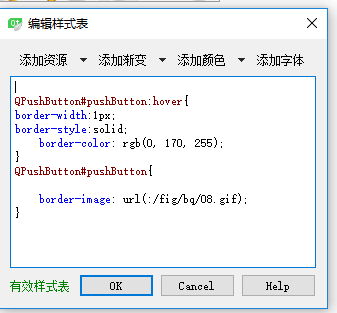 编辑样式表
添加资源 添加渐变 添加颜色 添加字体
QPushButton#pushButton:hover{
border-width:1px;
border-style:solid;
border-color: rgb(0, 170, 255);
}
QPushButton#pushButton{
border-image: url(:/fig/bq/08.gif);
}
有效样式表 OK Cancel Help